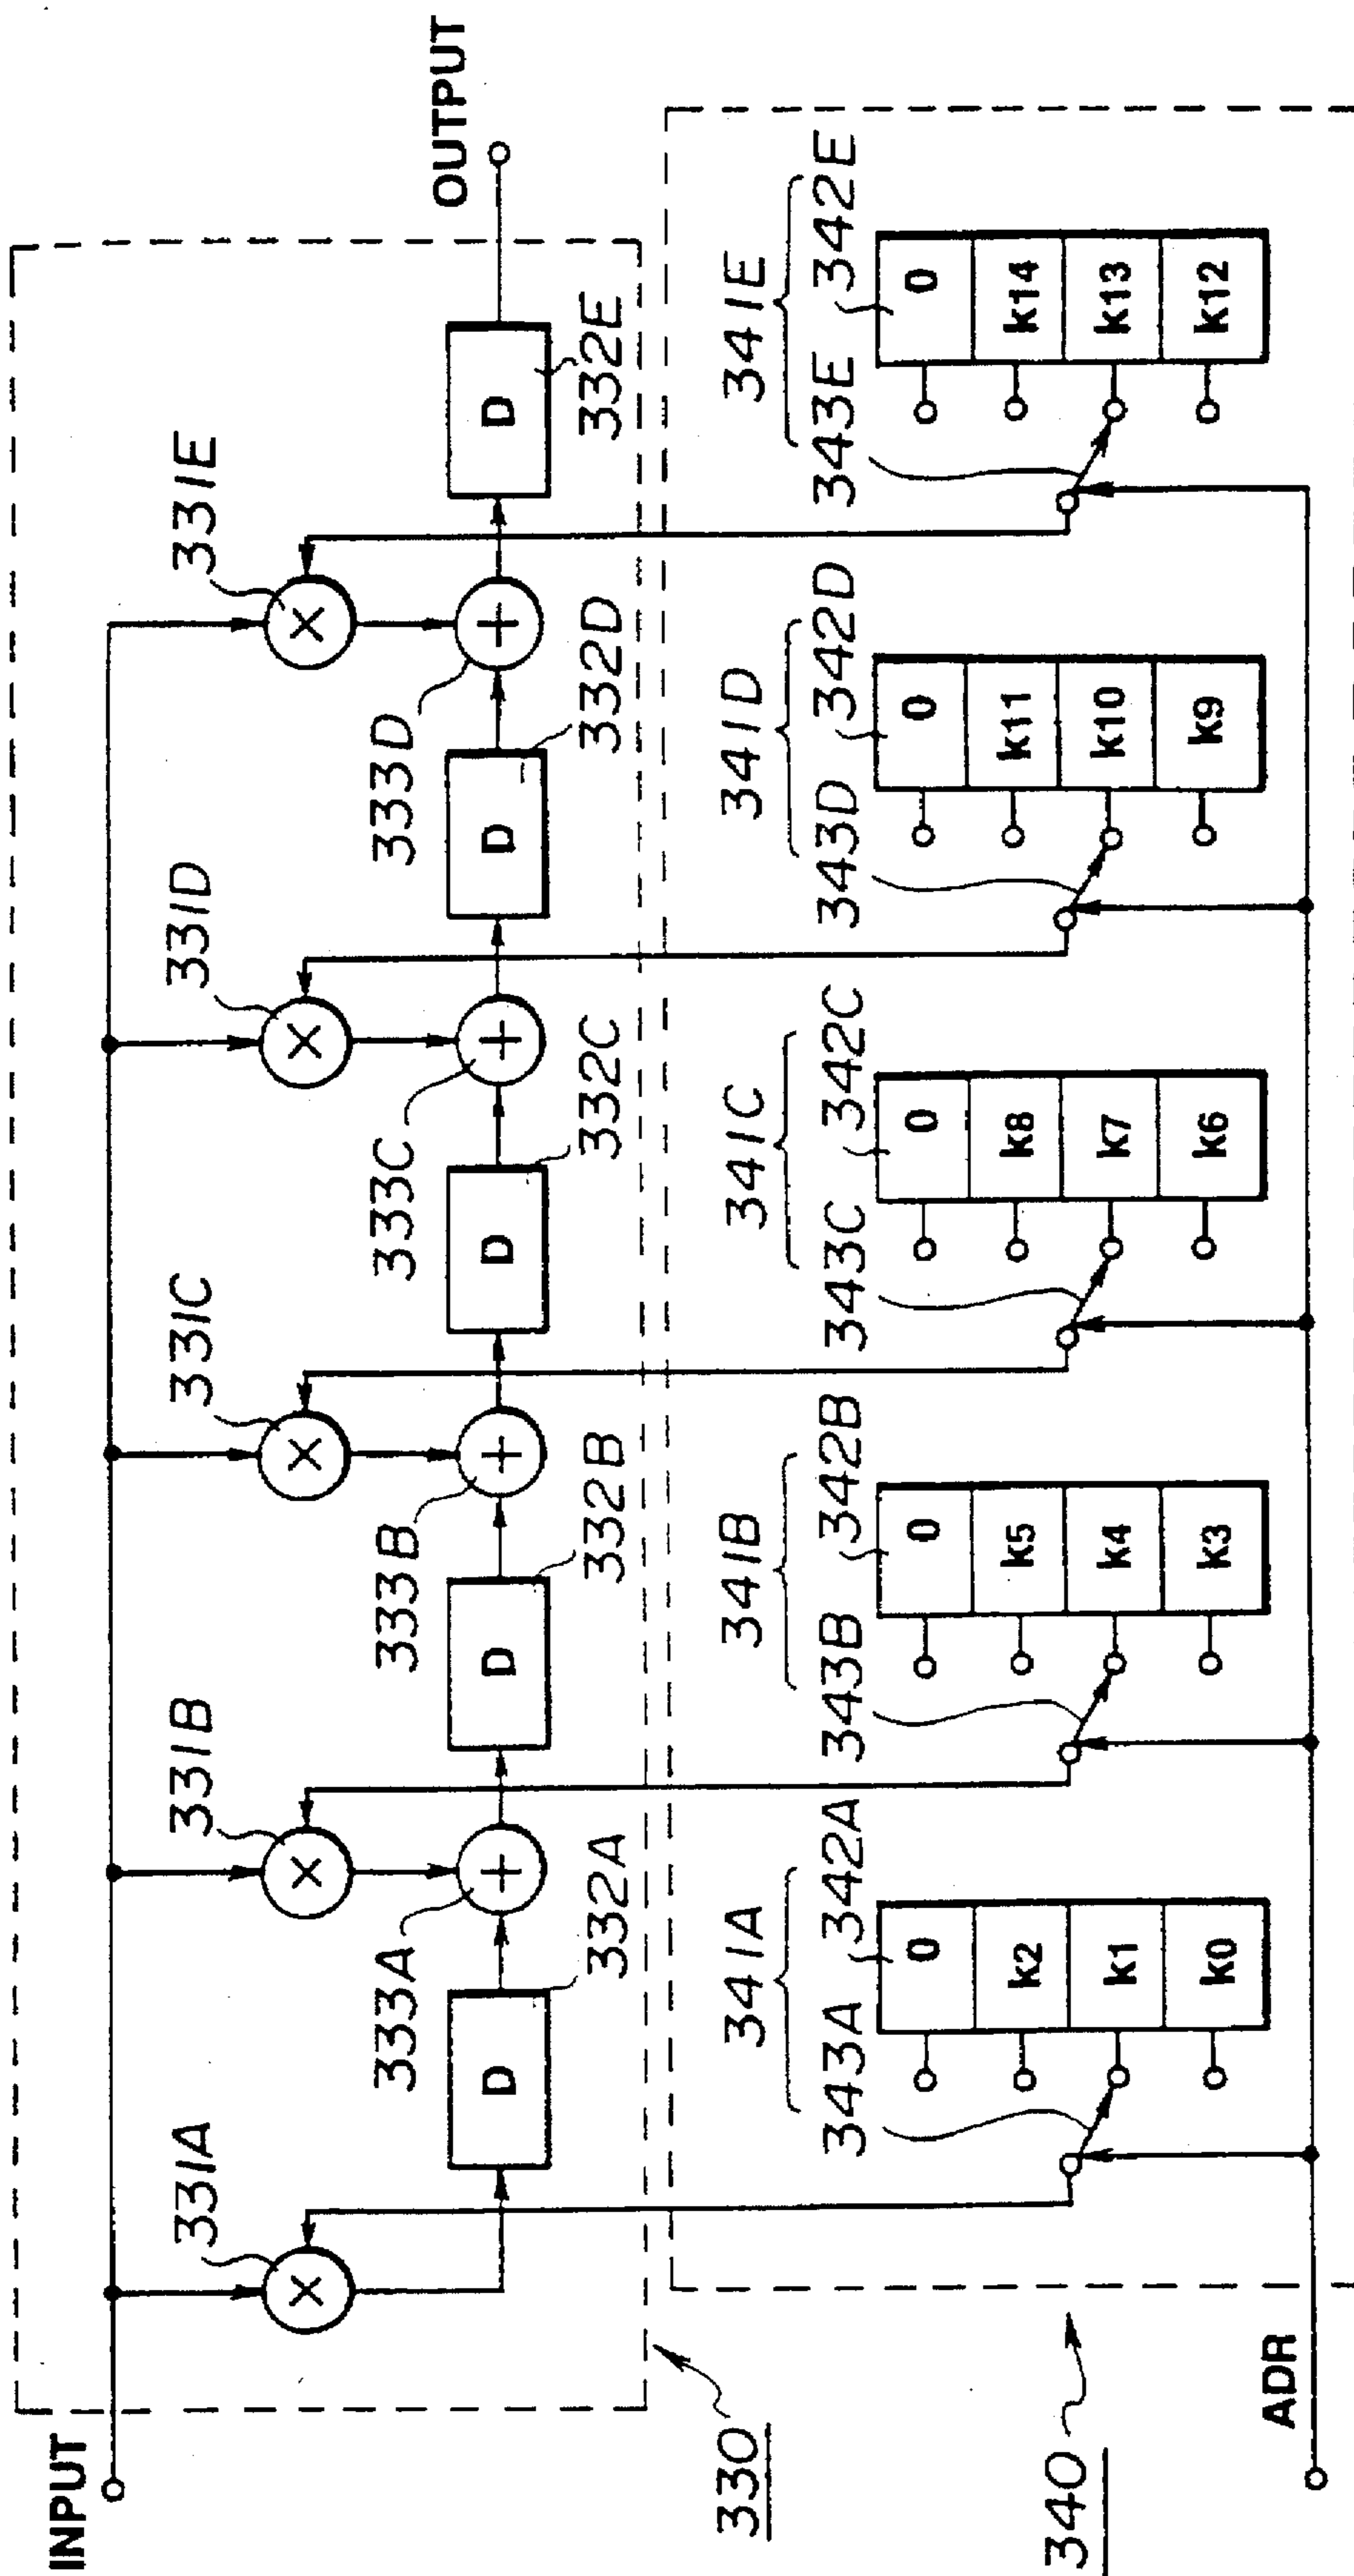 INPUT
OUTPUT
331A
331B
331C
331D
331E
333A
333B
333C
333D
D
D
D
D
D
332A
332B
332C
332D
332E
330
341A
341B
341C
341D
341E
343A 342A
343B 342B
343C 342C
343D 342D
343E 342E
0
k2
k1
k0
0
k5
k4
k3
0
k8
k7
k6
0
k11
k10
k9
0
k14
k13
k12
340
ADR